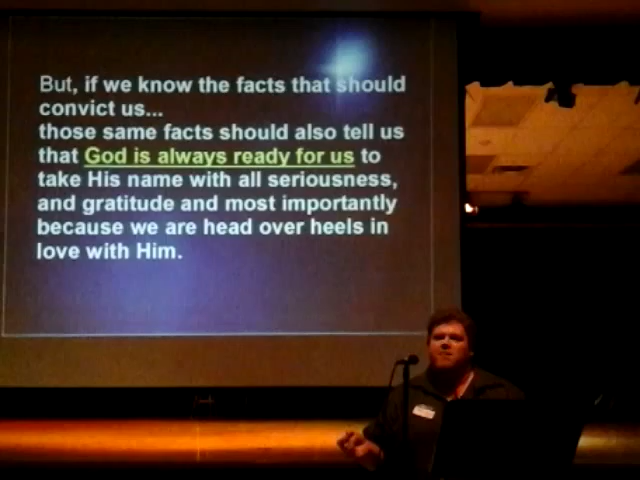 But, if we know the facts that should
convict us...
those same facts should also tell us
that God is always ready for us to
take His name with all seriousness,
and gratitude and most importantly
because we are head over heels in
love with Him.